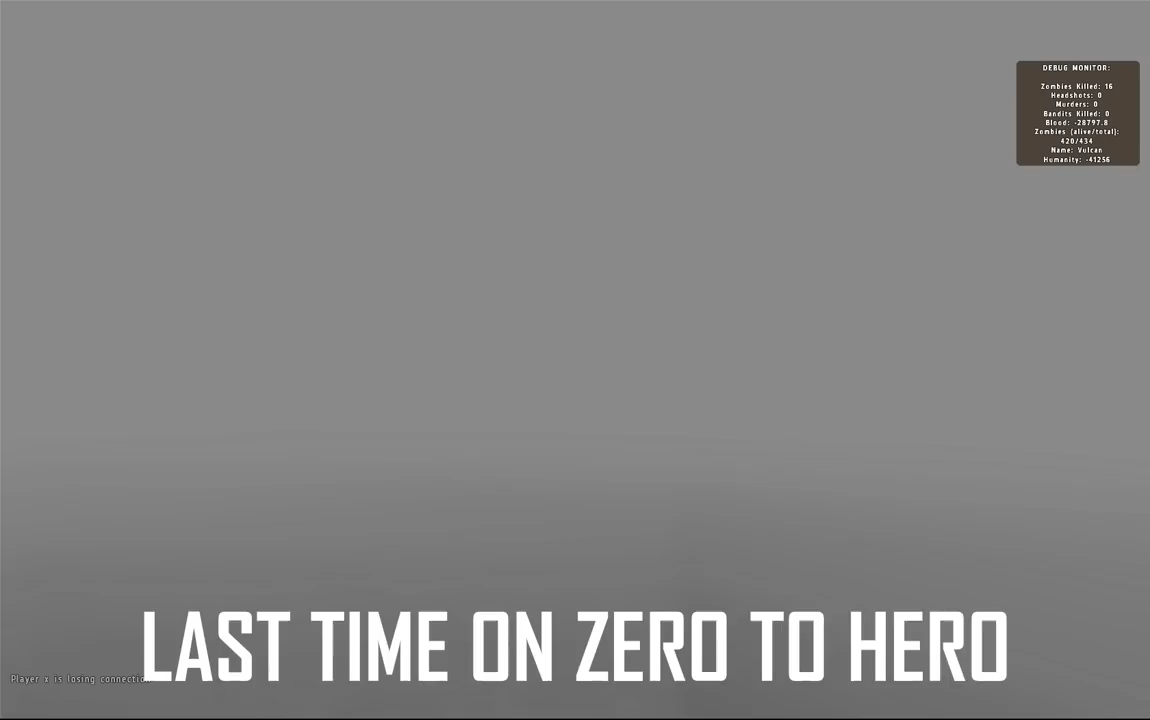 DEBUG MONITOR:
Zombies Killed: 16
Headshots: 0
Murders: 0
Bandits Killed: 0
Blood: -28797.8
Zombies (alive/total):
420/434
Name: Vulcan
Humanity: -41256
LAST TIME ON ZERO TO HERO
Player x is losing connection